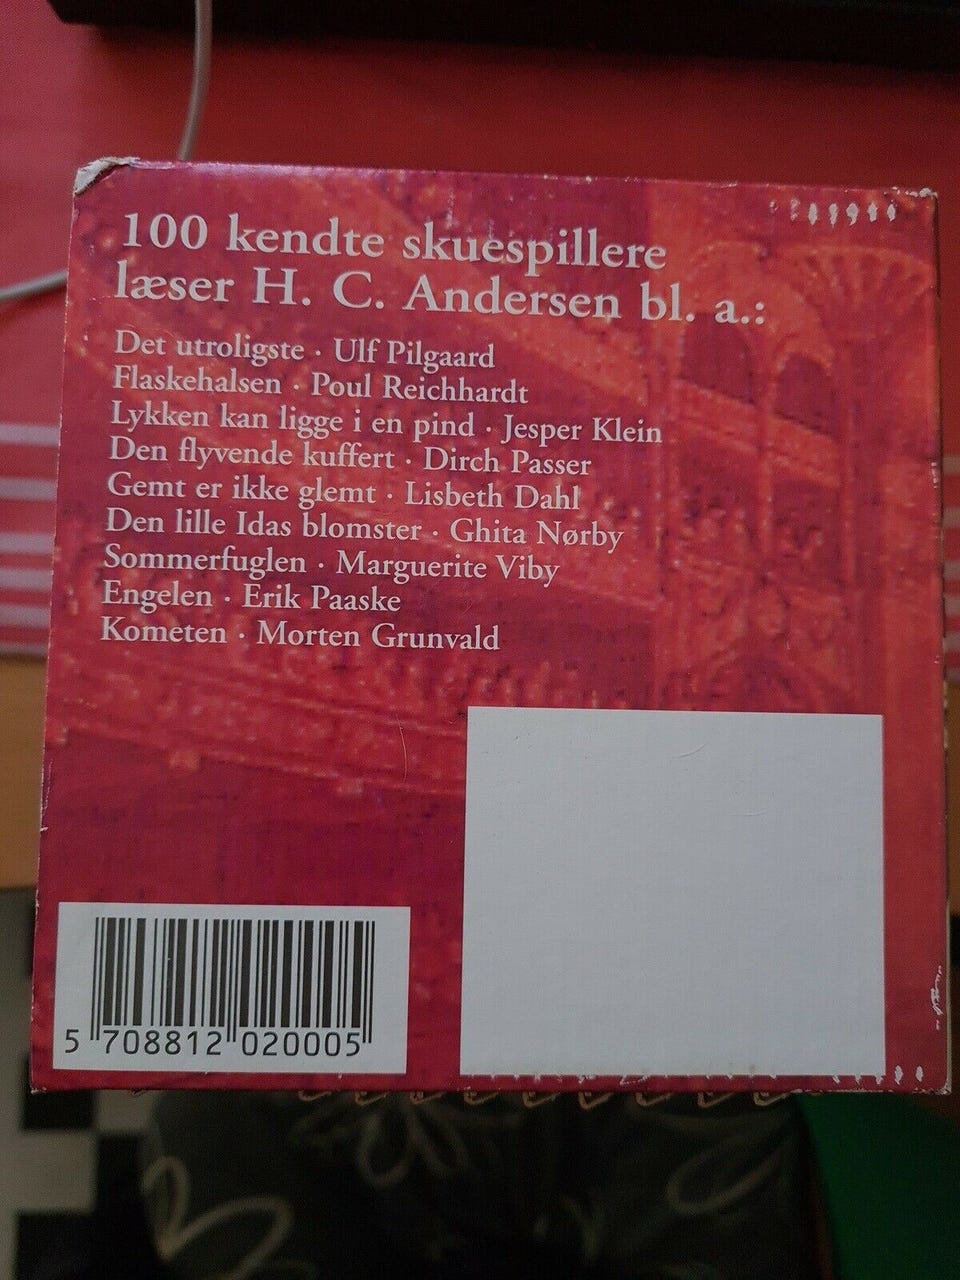 100 kendte skuespillere
læser H. C. Andersen bl. a.:
Det utroligste · Ulf Pilgaard
Flaskehalsen · Poul Reichhardt
Lykken kan ligge i en pind · Jesper Klein
Den flyvende kuffert · Dirch Passer
Gemt er ikke glemt · Lisbeth Dahl
Den lille Idas blomster · Ghita Nørby
Sommerfuglen · Marguerite Viby
Engelen · Erik Paaske
Kometen · Morten Grunvald
5 708812 020005